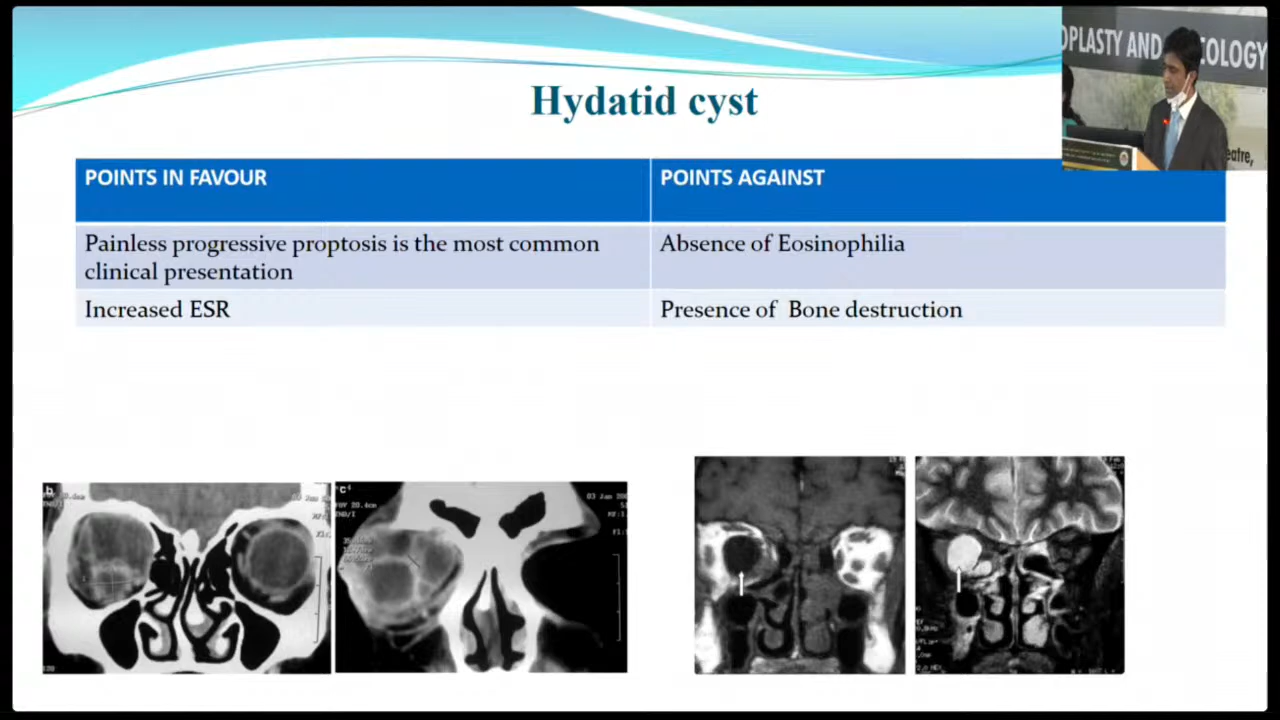 OPLASTY AND
OLOGY
eatre,
Hydatid cyst
POINTS IN FAVOUR
POINTS AGAINST
Painless progressive proptosis is the most common
clinical presentation
Absence of Eosinophilia
Increased ESR
Presence of Bone destruction